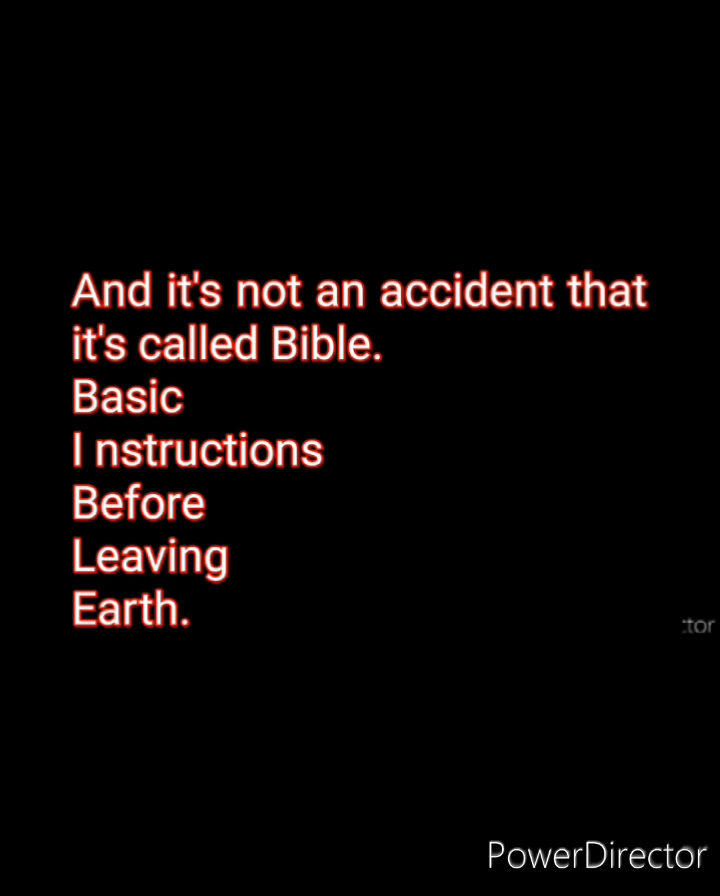 And it's not an accident that
it's called Bible.
Basic
I nstructions
Before
Leaving
Earth.
PowerDirector